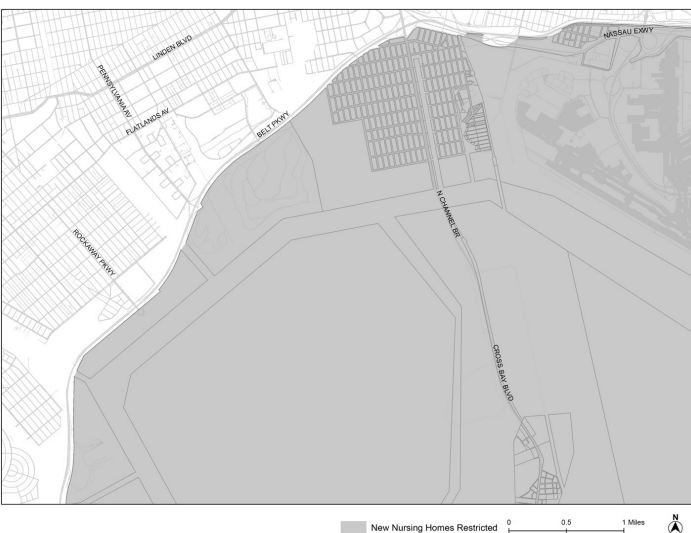 NASSAU EXWY
LINDEN BLVD
PENNSYLVANIA AV
FLATLANDS AV
BELT PKWY
N CHANNEL BR
ROCKAWAY PKWY
CROSS BAY BLVD
New Nursing Homes Restricted
0 0.5 1 Miles
N